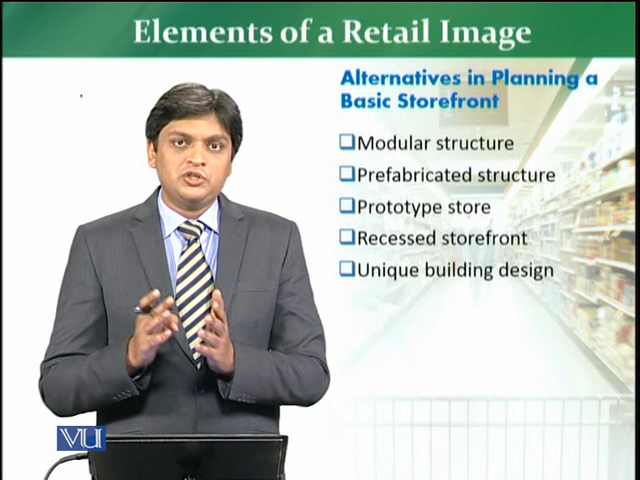 Elements of a Retail Image
Alternatives in Planning a
Basic Storefront
Modular structure
Prefabricated structure
Prototype store
Recessed storefront
Unique building design
VU